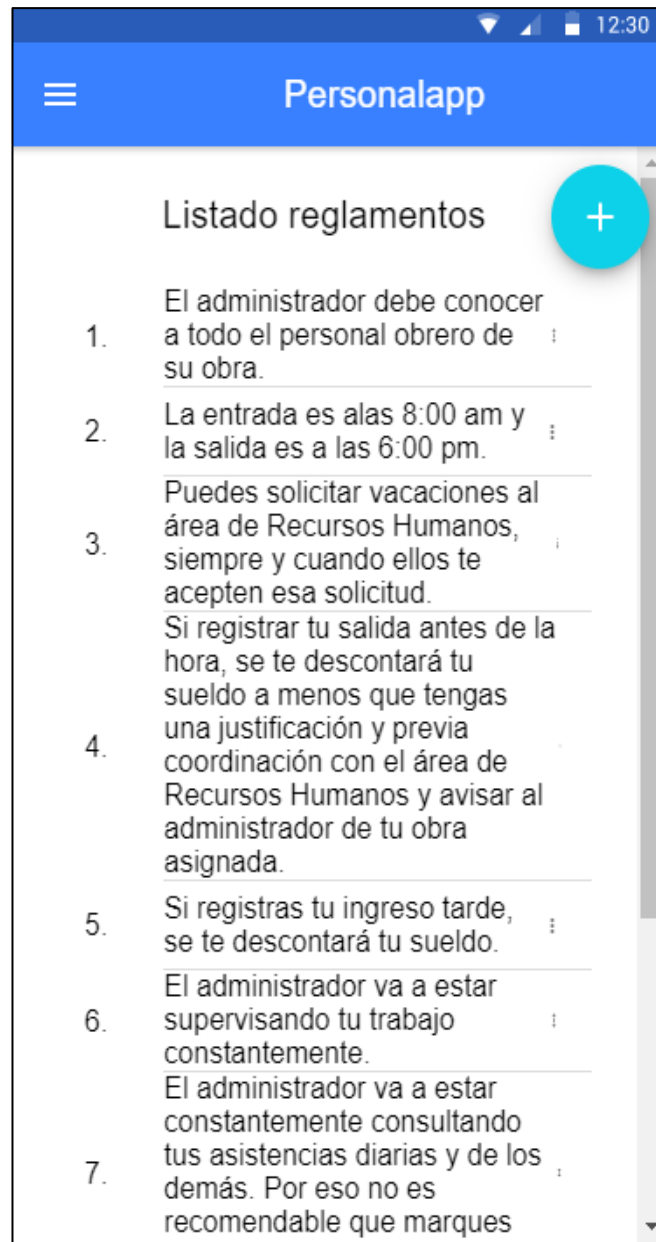 12:30
Personalapp
Listado reglamentos
1.
El administrador debe conocer
a todo el personal obrero de
su obra.
2.
La entrada es alas 8:00 am y
la salida es a las 6:00 pm.
3.
Puedes solicitar vacaciones al
área de Recursos Humanos,
siempre y cuando ellos te
acepten esa solicitud.
4.
Si registrar tu salida antes de la
hora, se te descontará tu
sueldo a menos que tengas
una justificación y previa
coordinación con el área de
Recursos Humanos y avisar al
administrador de tu obra
asignada.
5.
Si registras tu ingreso tarde,
se te descontará tu sueldo.
6.
El administrador va a estar
supervisando tu trabajo
constantemente.
7.
El administrador va a estar
constantemente consultando
tus asistencias diarias y de los
demás. Por eso no es
recomendable que marques